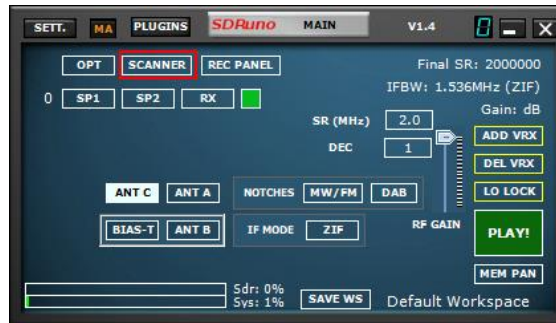 SETT. MA PLUGINS SDRuno MAIN V1.4 0
OPT SCANNER REC PANEL Final SR: 2000000
IFBW: 1.536MHz (ZIF)
0 SP1 SP2 RX Gain: dB
SR (MHz) 2.0 ADD VRX
DEC 1 DEL VRX
ANT C ANT A NOTCHES MW/FM DAB LO LOCK
BIAS-T ANT B IF MODE ZIF RF GAIN PLAY!
MEM PAN
Sdr: 0%
Sys: 1% SAVE WS Default Workspace